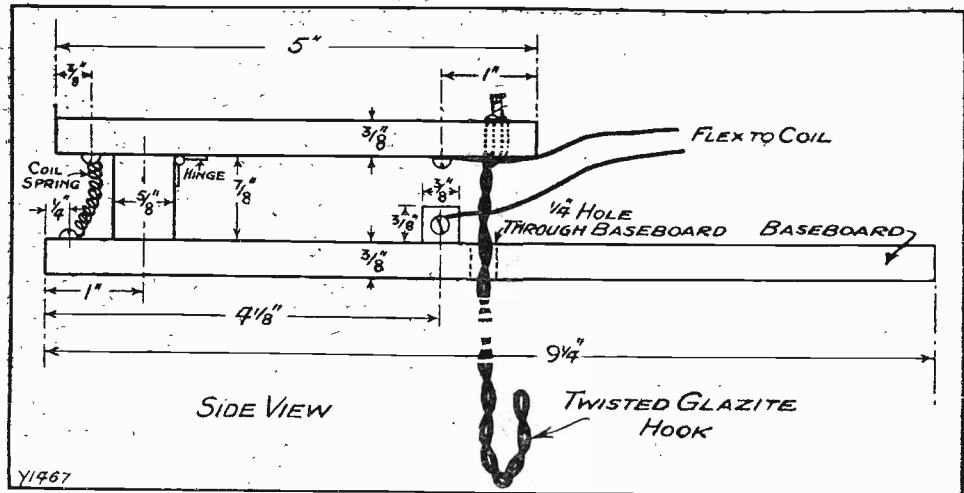 5"
3/8"
1"
3/8"
FLEX TO COIL
COIL
SPRING
HINGE
7/8"
5/8"
3/8"
1/4"
3/8"
1/4" HOLE
THROUGH BASEBOARD
BASEBOARD
3/8"
1"
4 1/8"
9 1/4"
SIDE VIEW
TWISTED GLAZITE
HOOK
Y1467